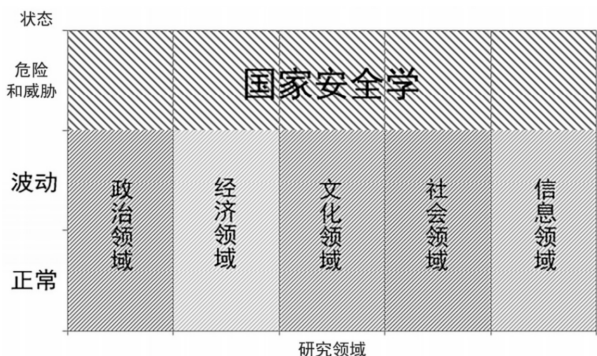 状态
危险
和威胁
国家安全学
波动
正常
政治领域
经济领域
文化领域
社会领域
信息领域
研究领域